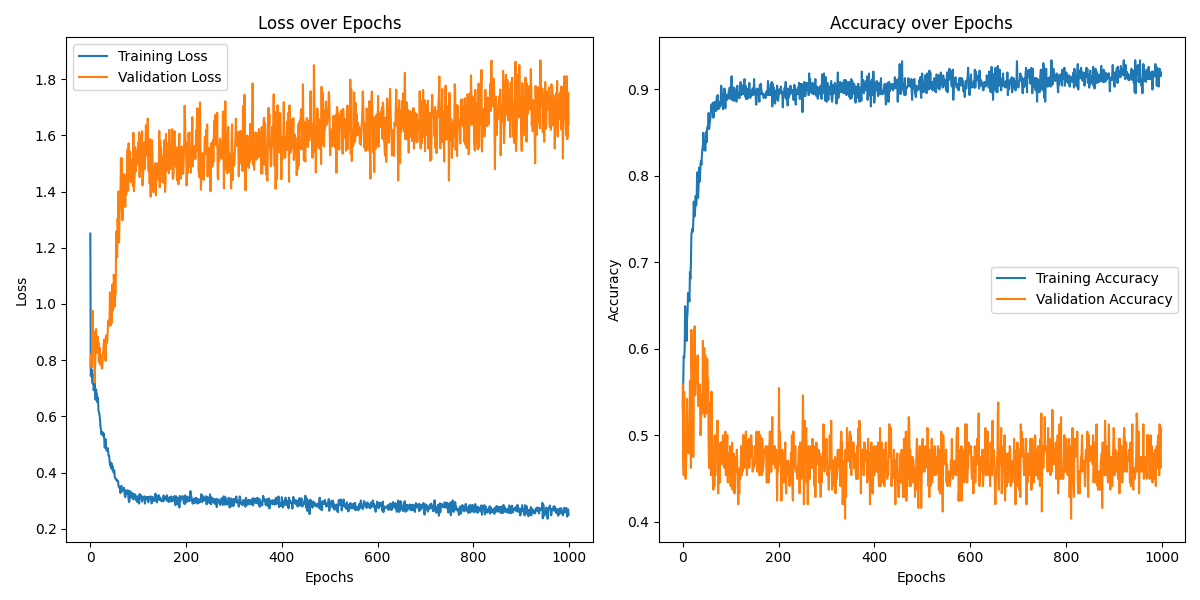 Loss over Epochs
Training Loss
Validation Loss
1.8
1.6
1.4
1.2
1.0
0.8
0.6
0.4
0.2
Loss
0
200
400
600
800
1000
Epochs
Accuracy over Epochs
Training Accuracy
Validation Accuracy
0.9
0.8
0.7
0.6
0.5
0.4
Accuracy
0
200
400
600
800
1000
Epochs